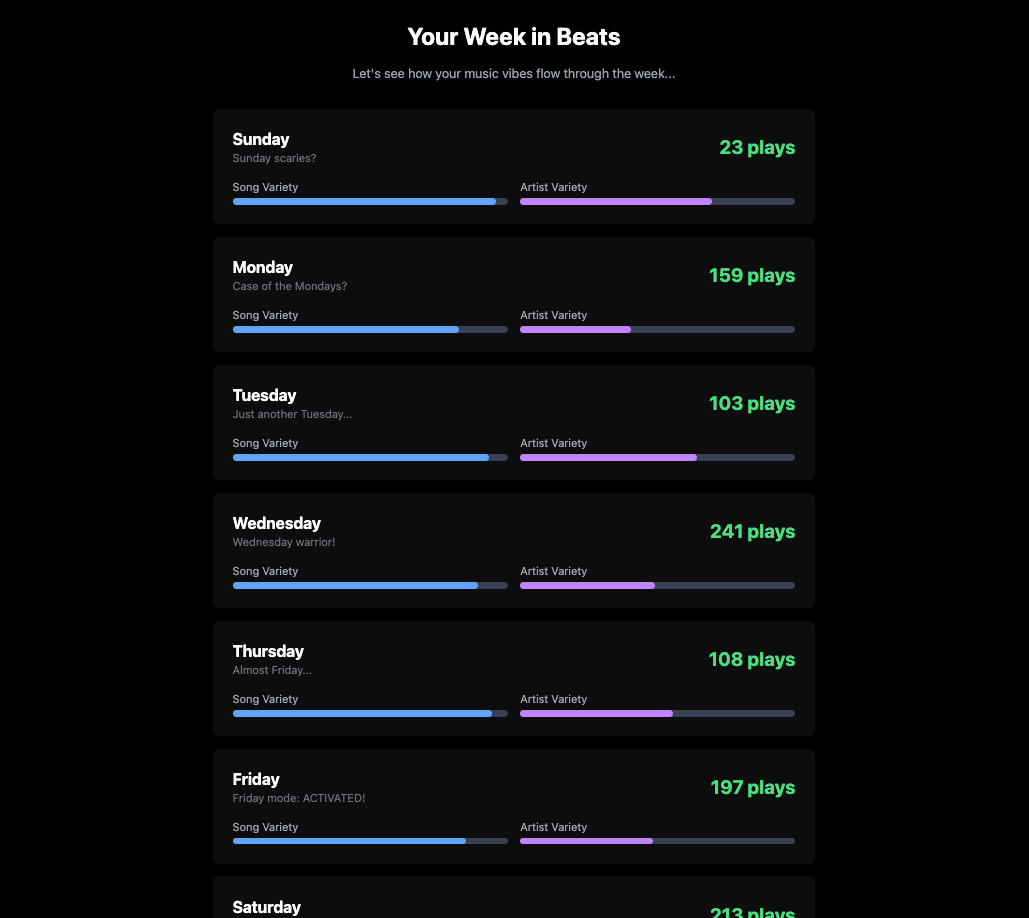 Your Week in Beats
Let's see how your music vibes flow through the week...
Sunday
Sunday scaries?
23 plays
Song Variety
Artist Variety
Monday
Case of the Mondays?
159 plays
Song Variety
Artist Variety
Tuesday
Just another Tuesday...
103 plays
Song Variety
Artist Variety
Wednesday
Wednesday warrior!
241 plays
Song Variety
Artist Variety
Thursday
Almost Friday...
108 plays
Song Variety
Artist Variety
Friday
Friday mode: ACTIVATED!
197 plays
Song Variety
Artist Variety
Saturday
213 plays